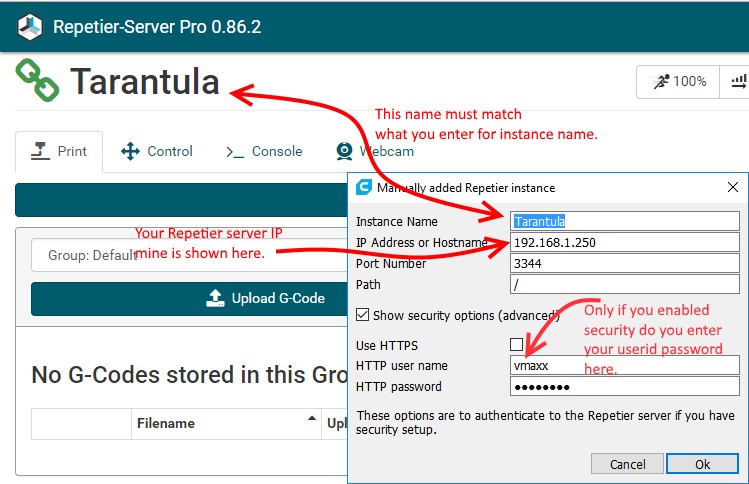 Repetier-Server Pro 0.86.2
Tarantula
100%
This name must match
what you enter for instance name.
Print
Control
Console
Webcam
Manually added Repetier instance
Instance Name
Tarantula
Your Repetier server IP
mine is shown here.
IP Address or Hostname
192.168.1.250
Group: Default
Port Number
3344
Path
/
Upload G-Code
Show security options (advanced)
Only if you enabled
security do you enter
your userid password
here.
Use HTTPS
HTTP user name
vmaxx
No G-Codes stored in this Gro
HTTP password
●●●●●●●●
These options are to authenticate to the Repetier server if you have
security setup.
Filename
Upl
Cancel
Ok